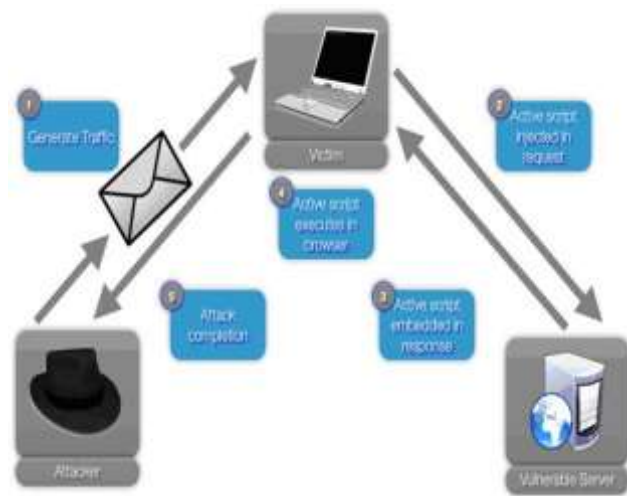 1
Generate Traffic
Victim
2
Active script
injected in
request
4
Active script
executes in
browser
5
Attack
completion
3
Active script
embedded in
response
Attacker
Vulnerable Server